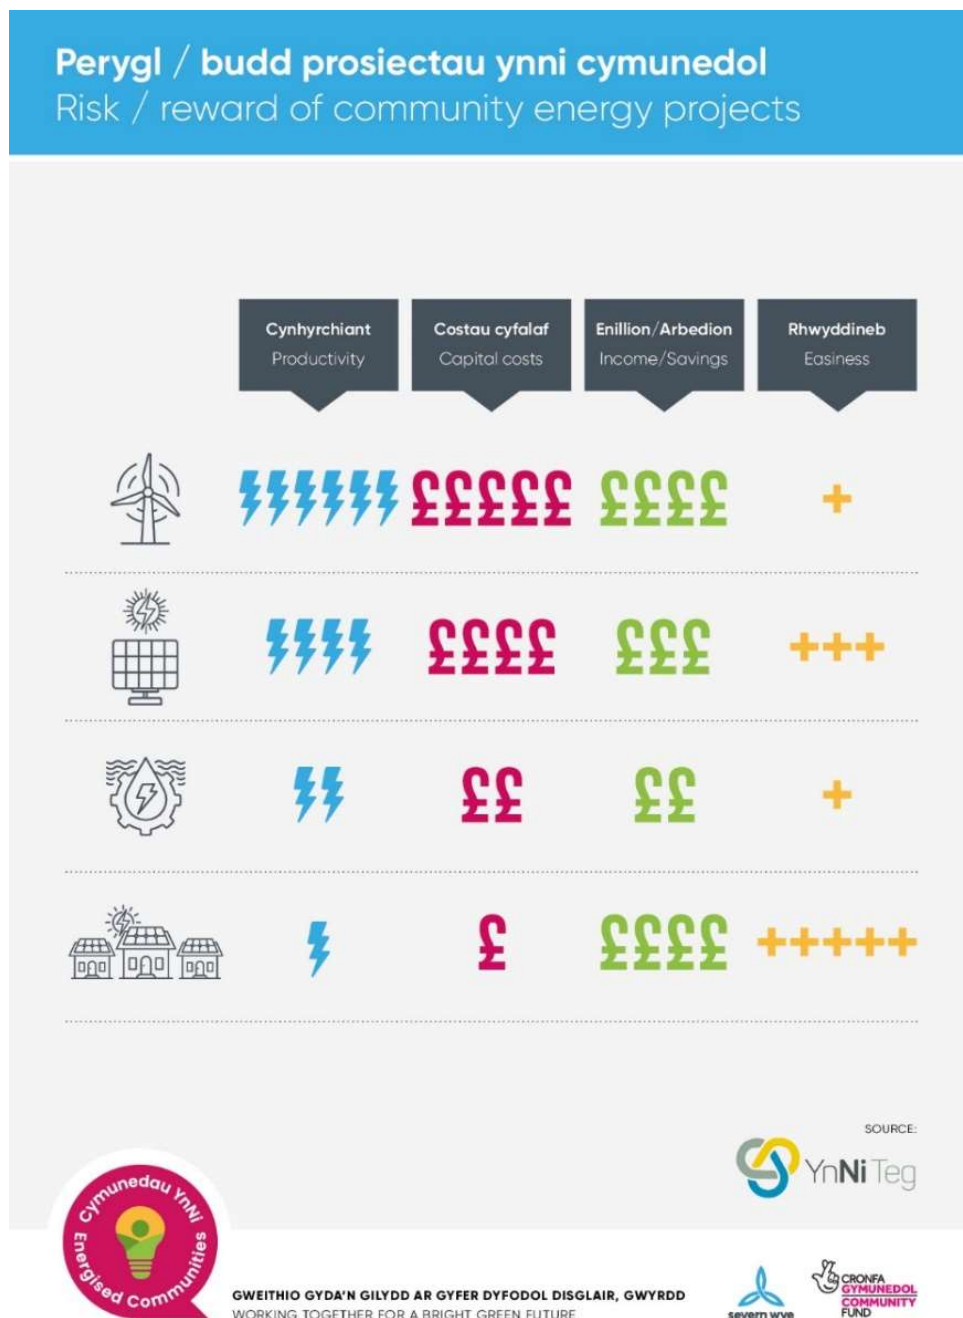 Perygl / budd prosiectau ynni cymunedol
Risk / reward of community energy projects
Cynhyrchiant
Productivity
Costau cyfalaf
Capital costs
Enillion/Arbedion
Income/Savings
Rhwyddineb
Easiness
£££££ ££££ +
££££ £££ +++
££ ££ +
£ ££££ +++++
SOURCE:
YnNi Teg
Cymunedau YnNi
Energised Communities
GWEITHIO GYDA'N GILYDD AR GYFER DYFODOL DISGLAIR, GWYRDD
WORKING TOGETHER FOR A BRIGHT GREEN FUTURE
severn wye
CRONFA
GYMUNEDOL
COMMUNITY
FUND